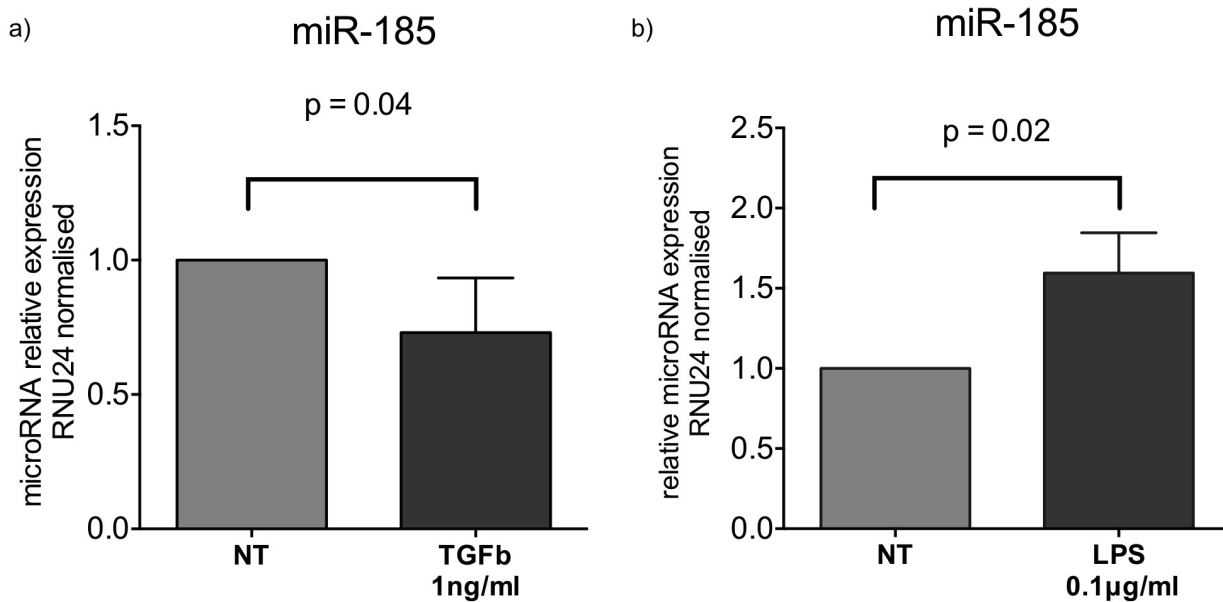 a)
miR-185
p = 0.04
microRNA relative expression
RNU24 normalised
1.5
1.0
0.5
0.0
NT
TGFb
1ng/ml
b)
miR-185
p = 0.02
relative microRNA expression
RNU24 normalised
2.5
2.0
1.5
1.0
0.5
0.0
NT
LPS
0.1µg/ml